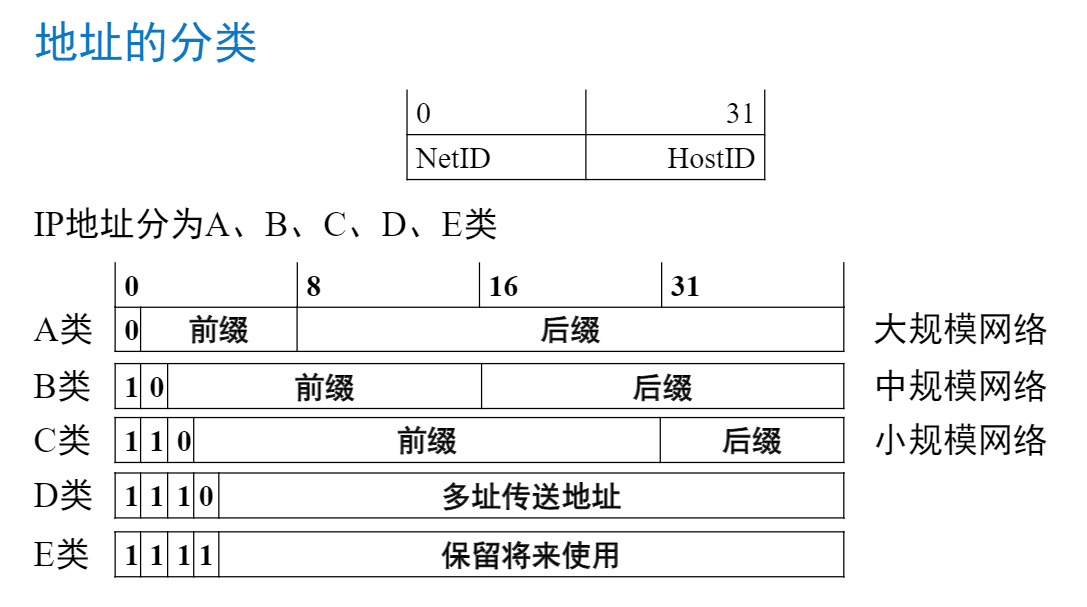 地址的分类
0 31
NetID HostID
IP地址分为A、B、C、D、E类
0 8 16 31
A类 0 前缀 后缀 大规模网络
B类 1 0 前缀 后缀 中规模网络
C类 1 1 0 前缀 后缀 小规模网络
D类 1 1 1 0 多址传送地址
E类 1 1 1 1 保留将来使用